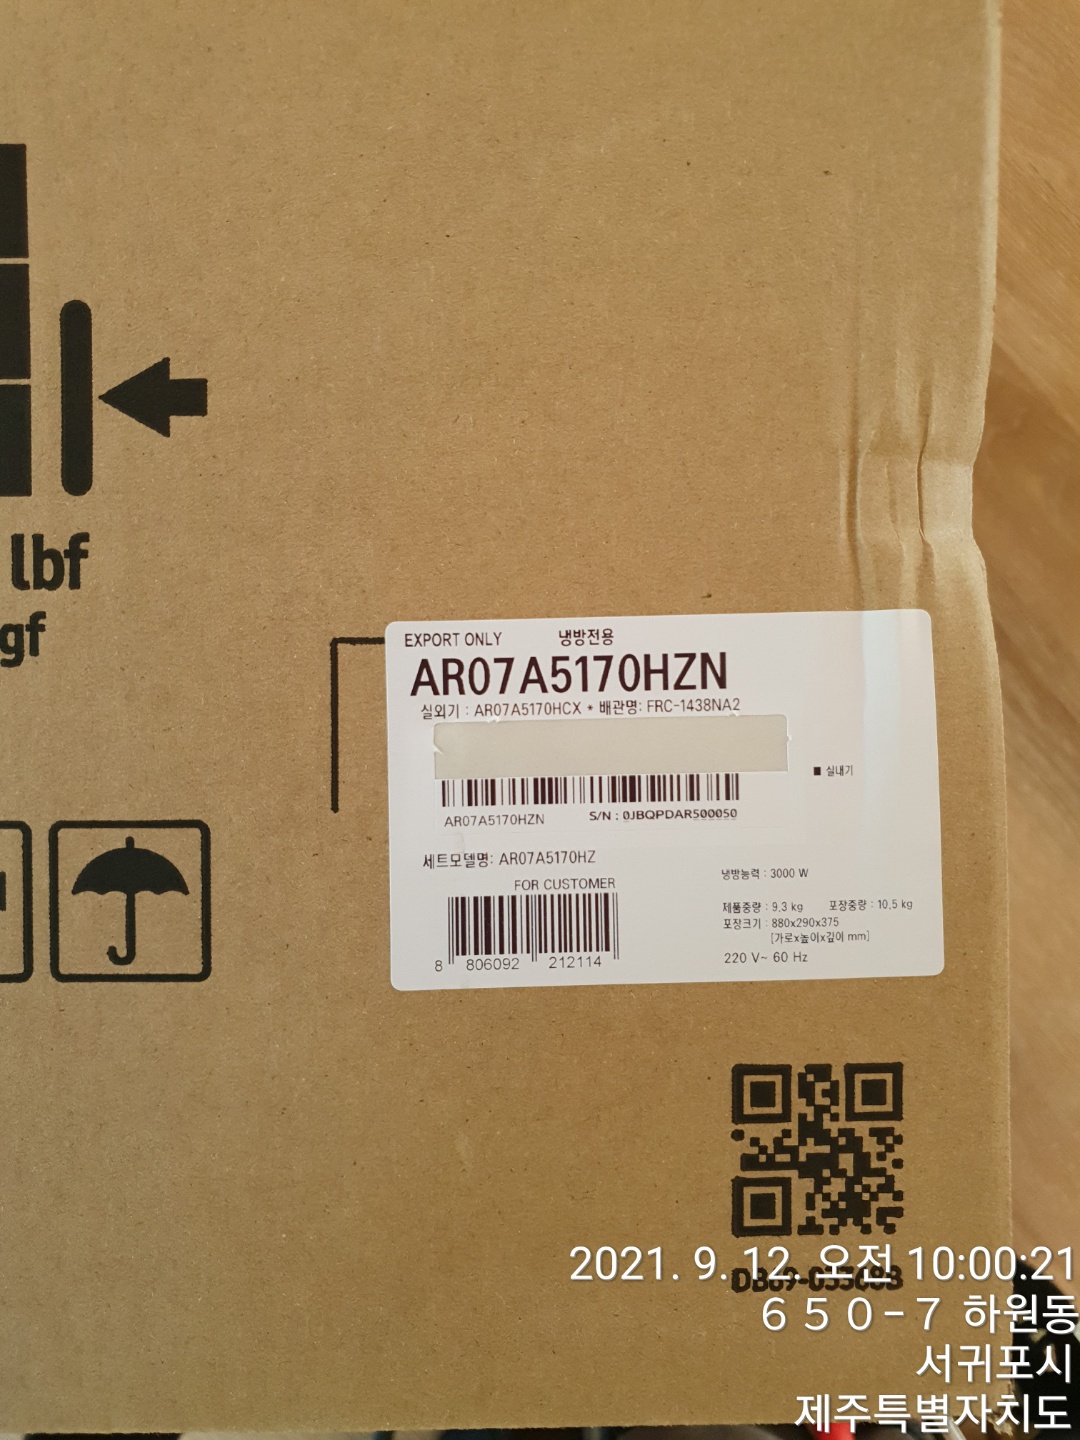 lbf
gf
EXPORT ONLY 냉방전용
AR07A5170HZN
실외기 : AR07A5170HCX + 배관명: FRC-1438NA2
■ 실내기
AR07A5170HZN S/N : 0JBQPDAR500050
세트모델명: AR07A5170HZ
FOR CUSTOMER
8 806092 212114
냉방능력 : 3000 W
제품중량 : 9.3 kg 포장중량 : 10.5 kg
포장크기 : 880x290x375
[가로x높이x깊이 mm]
220 V~ 60 Hz
2021. 9. 12. 오전 10:00:21
650-7 하원동
서귀포시
제주특별자치도